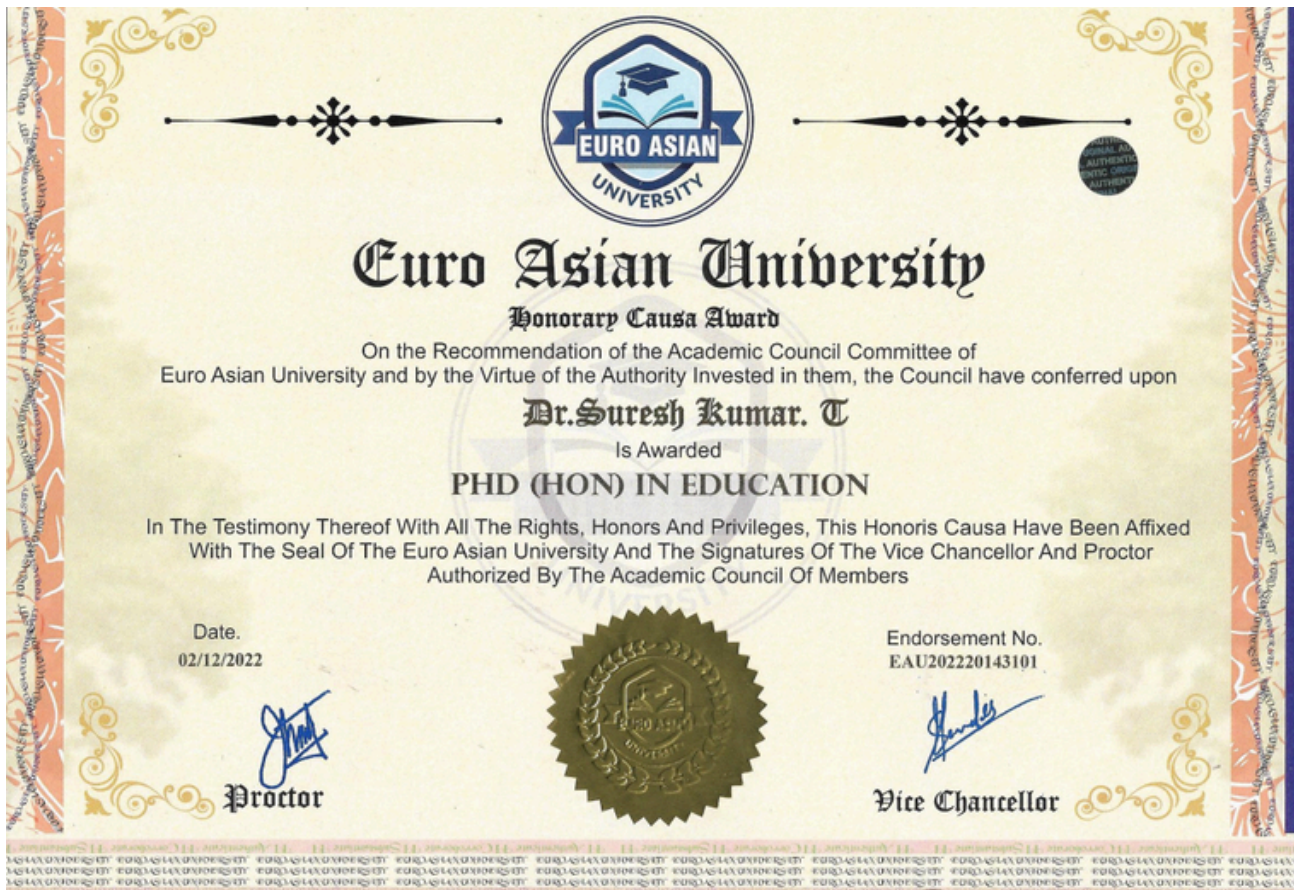 EURO ASIAN
UNIVERSITY
AUTHENTIC
AUTHENT
Euro Asian University
Honorary Causa Award
On the Recommendation of the Academic Council Committee of
Euro Asian University and by the Virtue of the Authority Invested in them, the Council have conferred upon
Dr.Suresh Kumar. T
Is Awarded
PHD (HON) IN EDUCATION
In The Testimony Thereof With All The Rights, Honors And Privileges, This Honoris Causa Have Been Affixed
With The Seal Of The Euro Asian University And The Signatures Of The Vice Chancellor And Proctor
Authorized By The Academic Council Of Members
Date.
02/12/2022
Endorsement No.
EAU202220143101
EURO ASIAN
UNIVERSITY
Proctor
Vice Chancellor